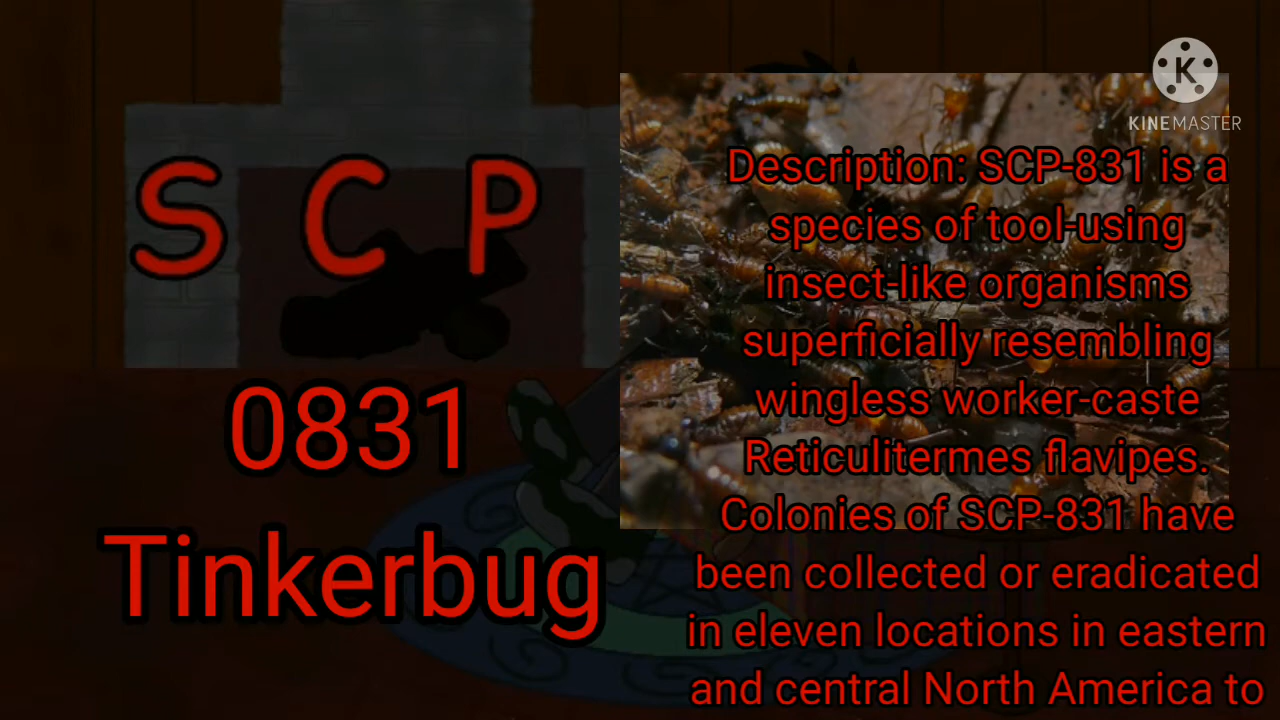 S C P
0831
Tinkerbug
K
KINEMASTER
Description: SCP-831 is a
species of tool-using
insect-like organisms
superficially resembling
wingless worker-caste
Reticulitermes flavipes.
Colonies of SCP-831 have
been collected or eradicated
in eleven locations in eastern
and central North America to